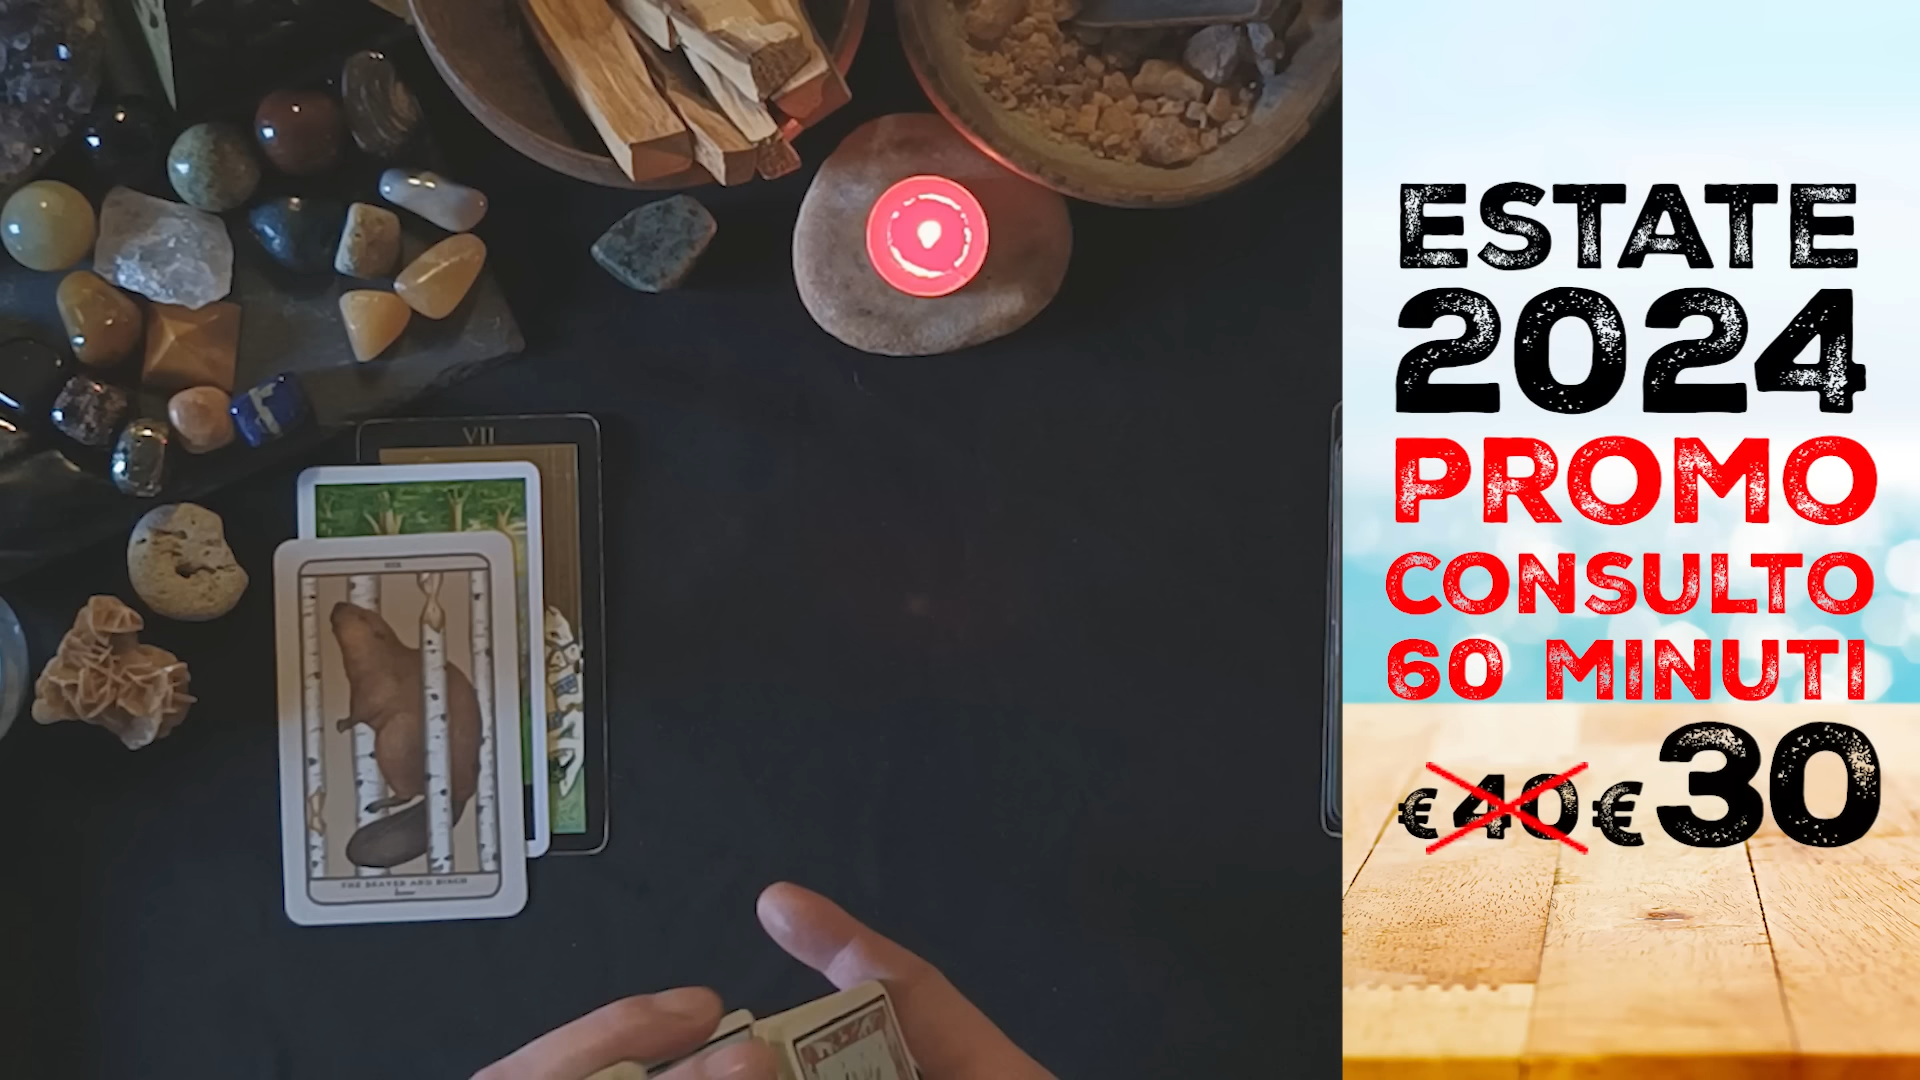 VII
THE BEAVER AND BIRCH
ESTATE
2024
PROMO
CONSULTO
60 MINUTI
€ 40 € 30